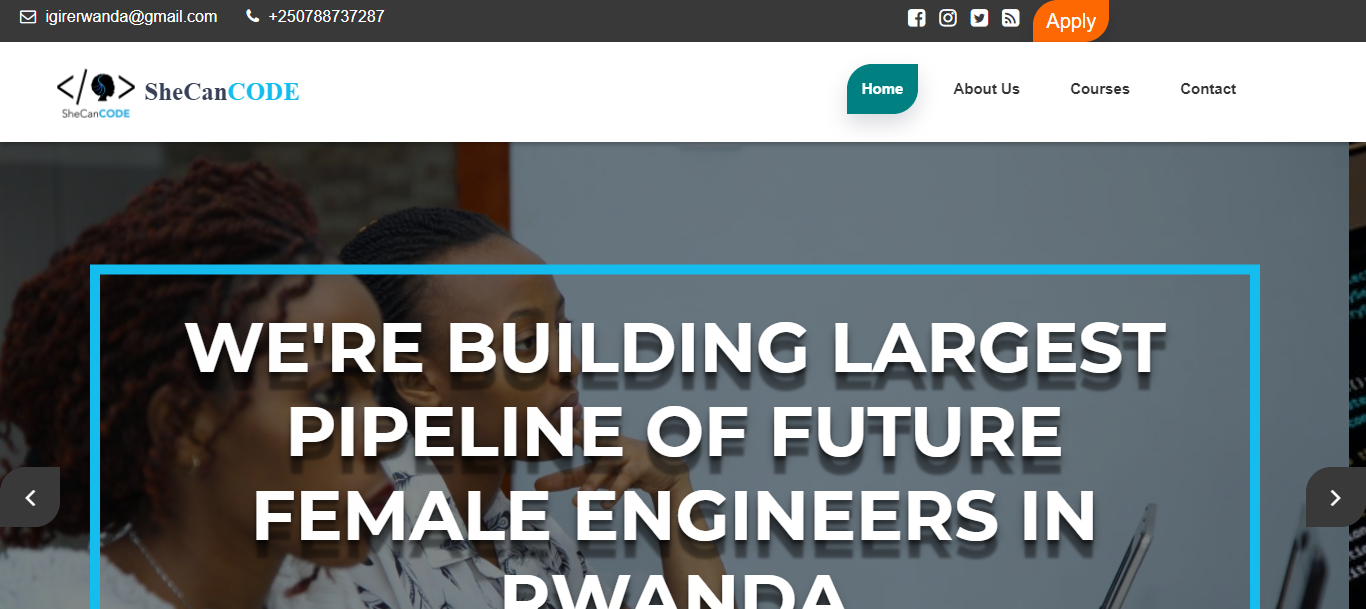 igirerwanda@gmail.com +250788737287 Apply
</> SheCanCODE
SheCanCODE
Home About Us Courses Contact
WE'RE BUILDING LARGEST
PIPELINE OF FUTURE
FEMALE ENGINEERS IN
RWANDA